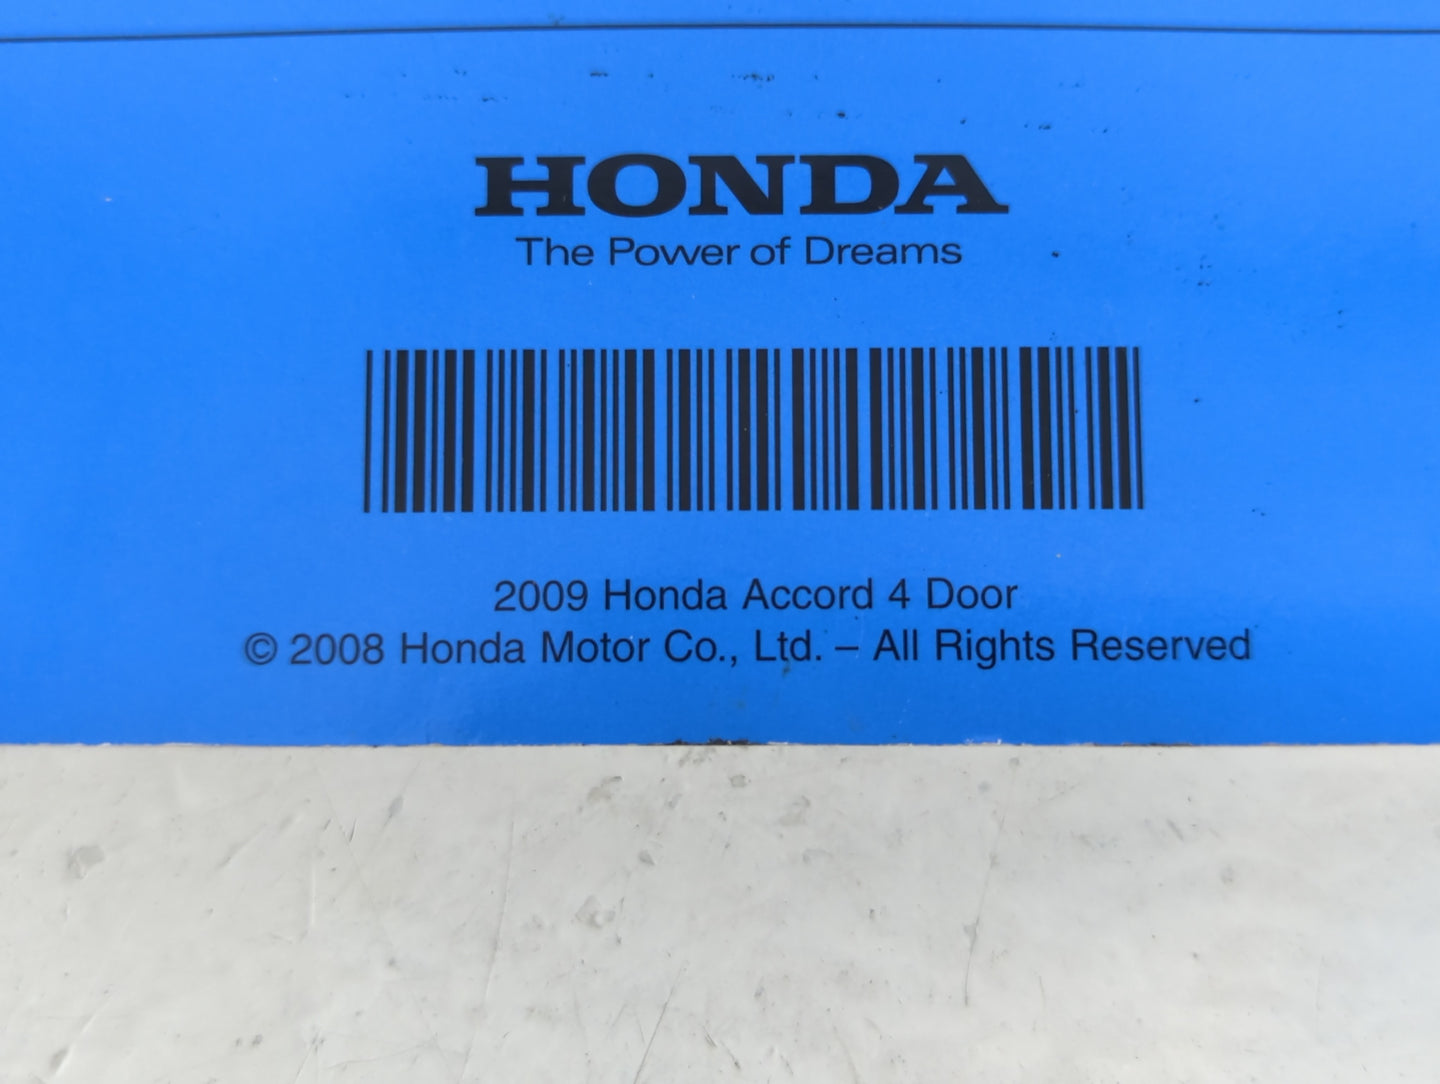 HONDA
The Power of Dreams
2009 Honda Accord 4 Door
© 2008 Honda Motor Co., Ltd. – All Rights Reserved